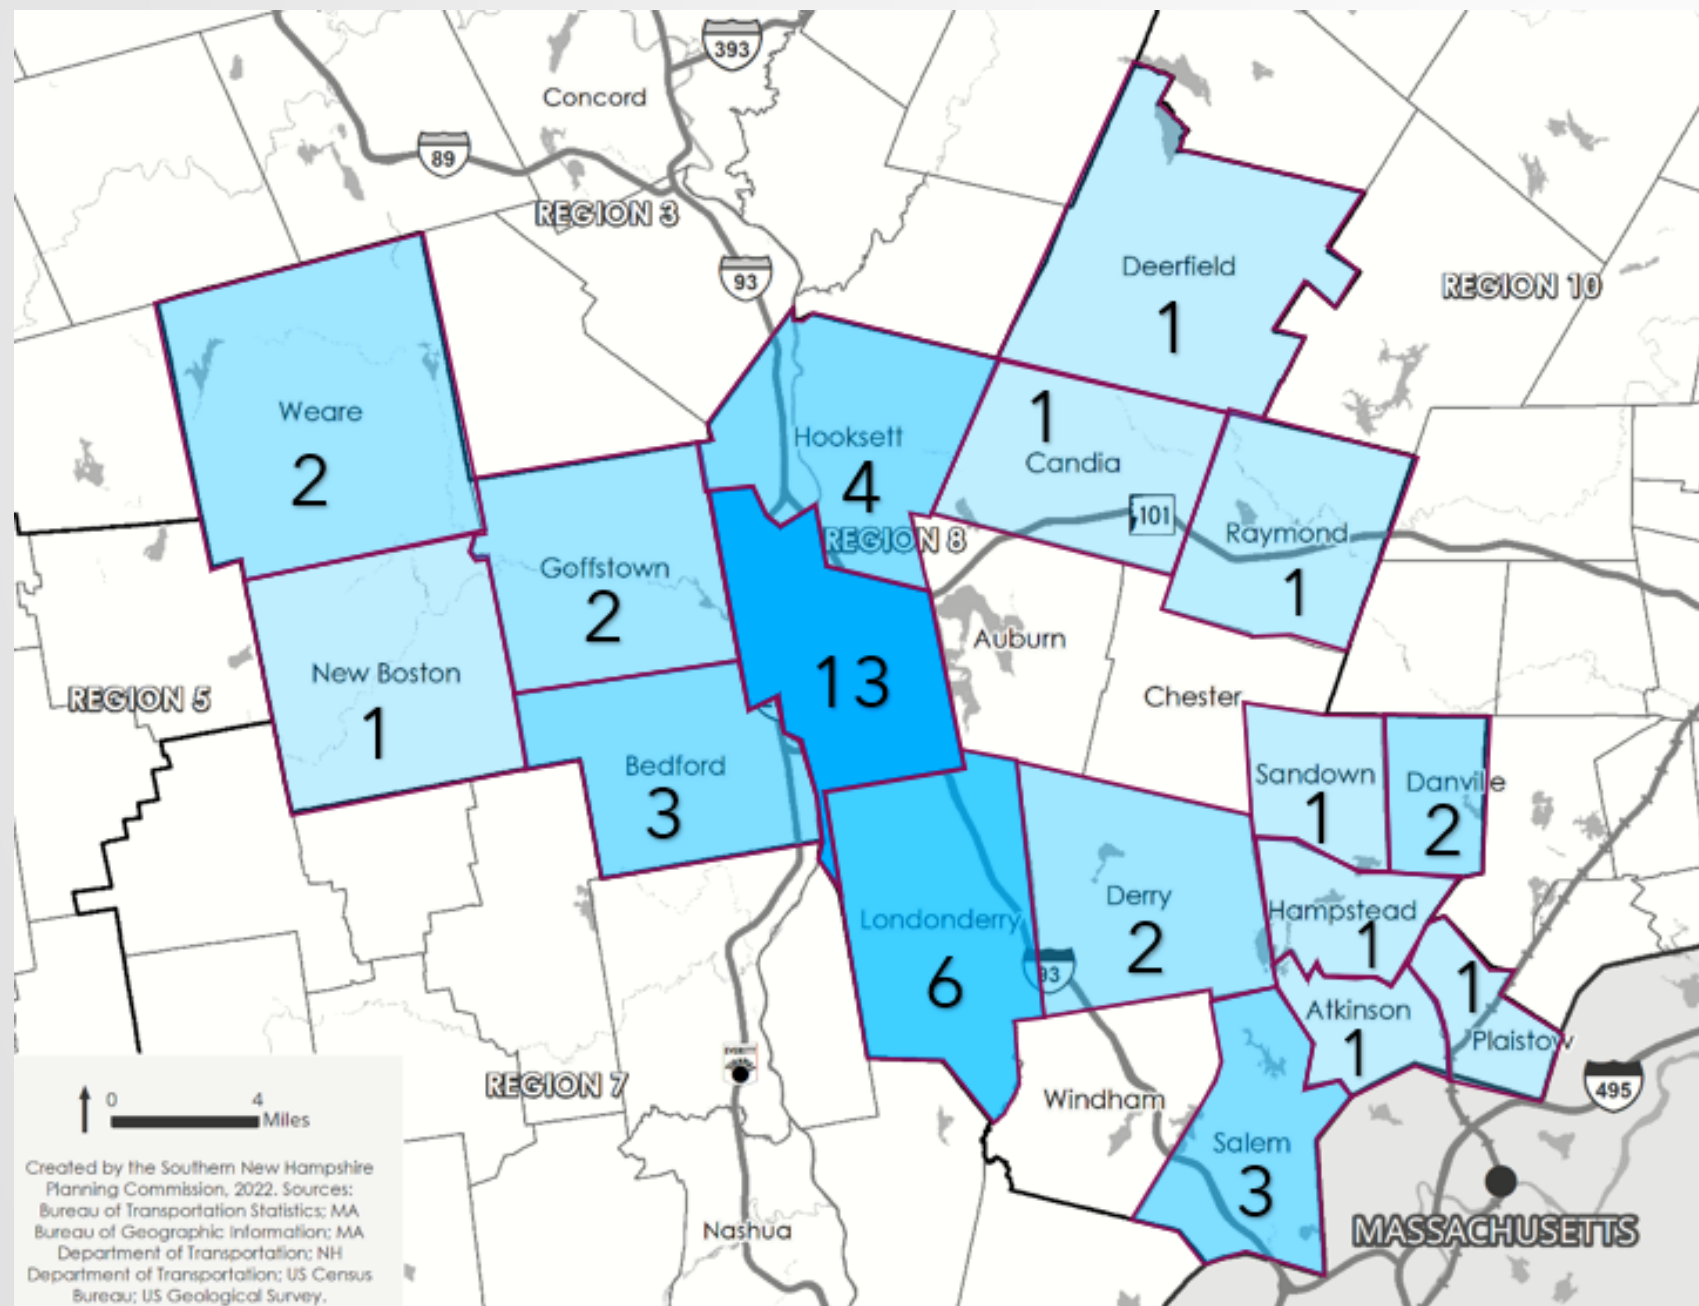 393
Concord
89
REGION 3
93
Deerfield
1
REGION 10
Weare
2
Hooksett
4
1
Candia
101
Raymond
1
REGION 8
Goffstown
2
Auburn
New Boston
1
REGION 5
13
Chester
Bedford
3
Sandown
1
Danville
2
Londonderry
6
Derry
2
93
Hampstead
1
Atkinson
1
1
Plaistow
495
REGION 7
Windham
Salem
3
Nashua
MASSACHUSETTS
0 4
Miles
Created by the Southern New Hampshire
Planning Commission, 2022. Sources:
Bureau of Transportation Statistics; MA
Bureau of Geographic Information; MA
Department of Transportation; NH
Department of Transportation; US Census
Bureau; US Geological Survey.